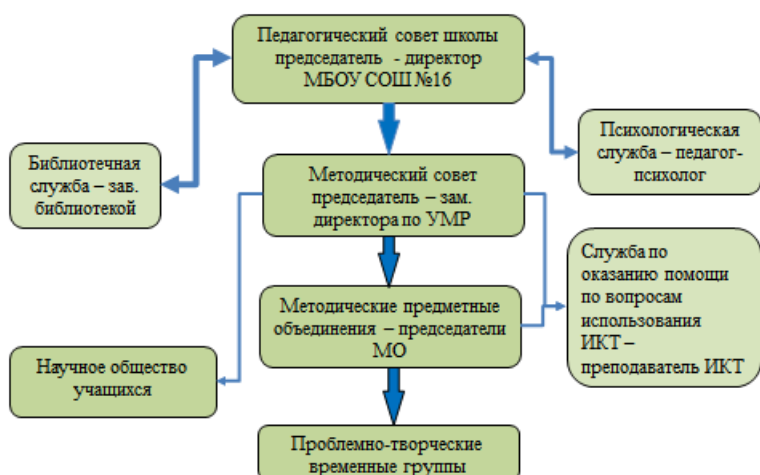 Педагогический совет школы
председатель - директор
МБОУ СОШ №16
Библиотечная
служба – зав.
библиотекой
Психологическая
служба – педагог-
психолог
Методический совет
председатель – зам.
директора по УМР
Служба по
оказанию помощи
по вопросам
использования
ИКТ –
преподаватель ИКТ
Методические предметные
объединения – председатели
МО
Научное общество
учащихся
Проблемно-творческие
временные группы